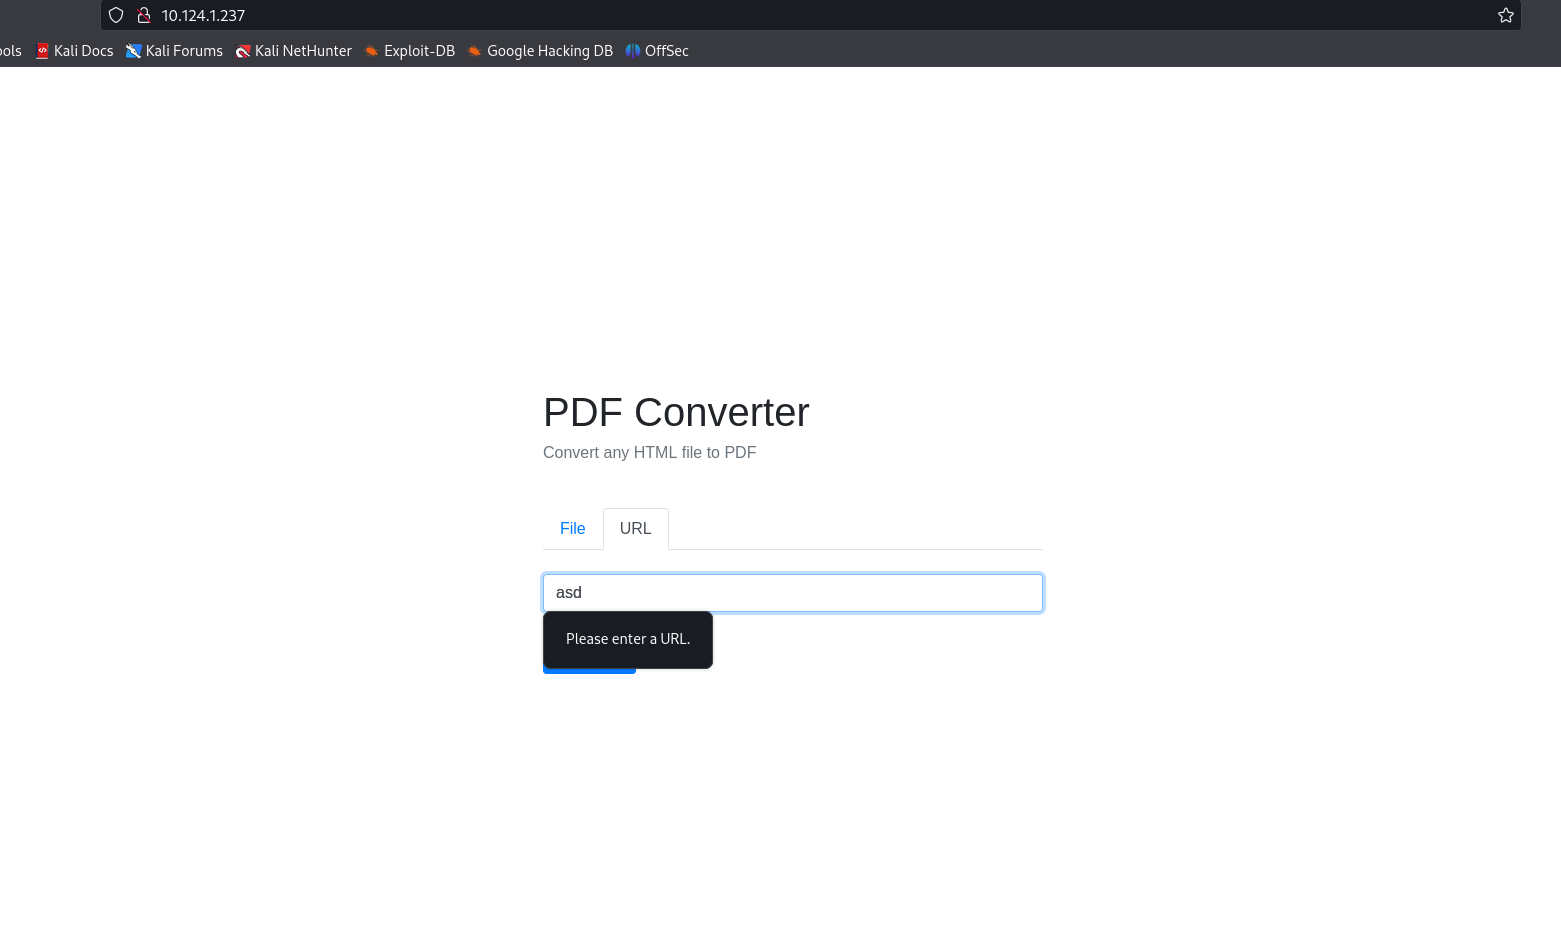 10.124.1.237
ools Kali Docs Kali Forums Kali NetHunter Exploit-DB Google Hacking DB OffSec
PDF Converter
Convert any HTML file to PDF
File URL
asd
Please enter a URL.